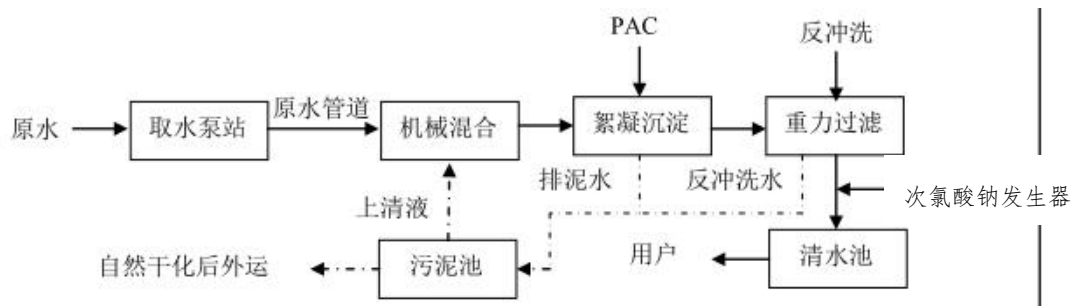 PAC
反冲洗
原水
取水泵站
原水管道
机械混合
絮凝沉淀
重力过滤
排泥水
反冲洗水
次氯酸钠发生器
上清液
自然干化后外运
污泥池
用户
清水池